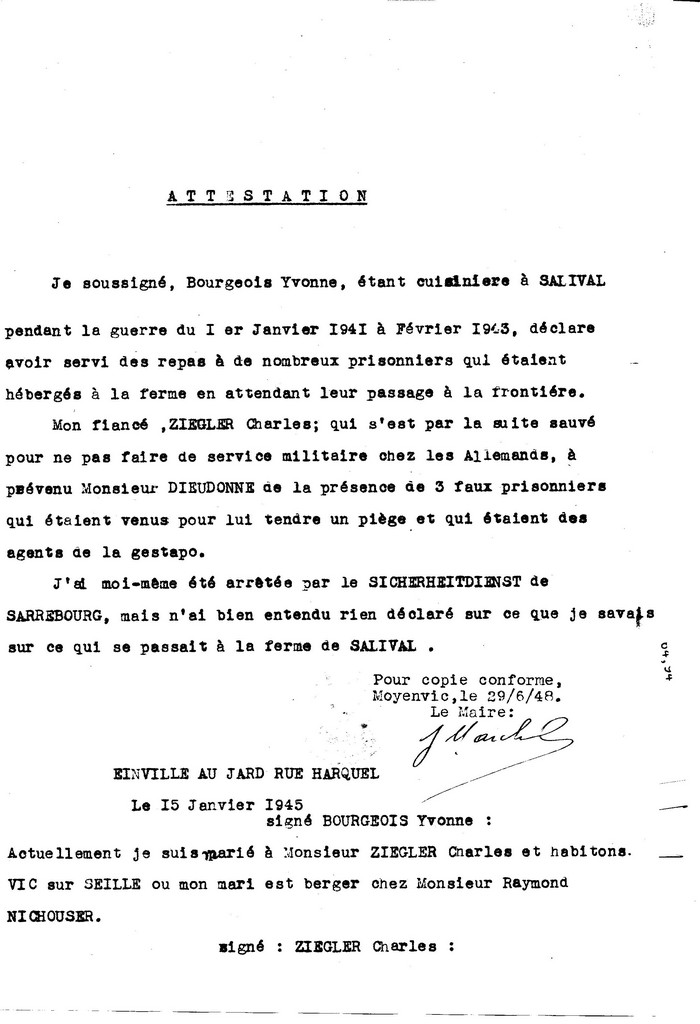 A T T E S T A T I O N
Je soussigné, Bourgeois Yvonne, étant cuisiniere à SALIVAL
pendant la guerre du I er Janvier I94I à Février I943, déclare
avoir servi des repas à de nombreux prisonniers qui étaient
hébergés à la ferme en attendant leur passage à la frontiére.
Mon fiancé ,ZIEGLER Charles; qui s'est par la suite sauvé
pour ne pas faire de service militaire chez les Allemands, à
prévenu Monsieur DIEUDONNE de la présence de 3 faux prisonniers
qui étaient venus pour lui tendre un piège et qui étaient des
agents de la gestapo.
J'ai moi-même été arrêtée par le SICHERHEITDIENST de
SARREBOURG, mais n'ai bien entendu rien déclaré sur ce que je savais
sur ce qui se passait à la ferme de SALIVAL .
Pour copie conforme,
Moyenvic,le 29/6/48.
Le Maire:
EINVILLE AU JARD RUE HARQUEL
Le I5 Janvier I945
signé BOURGEOIS Yvonne :
Actuellement je suis marié à Monsieur ZIEGLER Charles et habitons.
VIC sur SEILLE ou mon mari est berger chez Monsieur Raymond
NICHOUSER.
signé : ZIEGLER Charles :